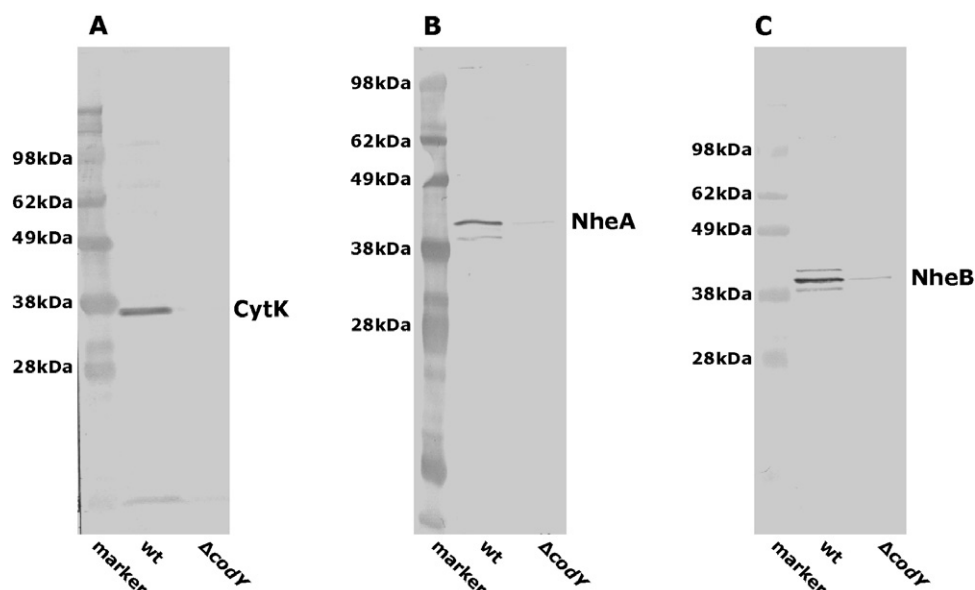 A
98kDa
62kDa
49kDa
38kDa
28kDa
CytK
marker
wt
ΔcodY
B
98kDa
62kDa
49kDa
38kDa
28kDa
NheA
marker
wt
ΔcodY
C
98kDa
62kDa
49kDa
38kDa
28kDa
NheB
marker
wt
ΔcodY